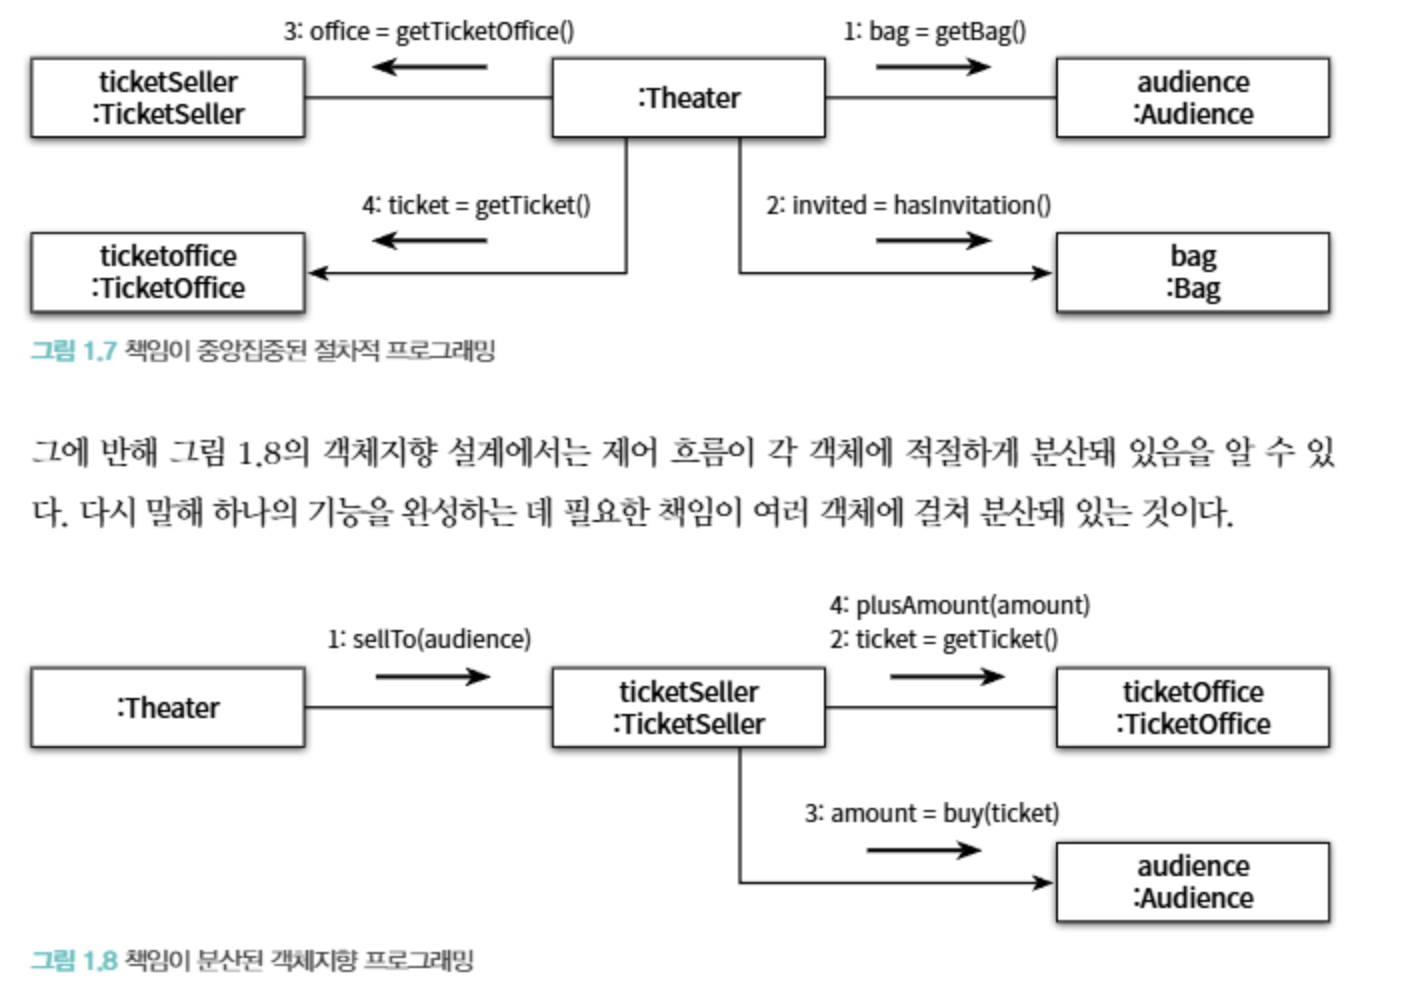 3: office = getTicketOffice()
1: bag = getBag()
ticketSeller
:TicketSeller
:Theater
audience
:Audience
4: ticket = getTicket()
2: invited = hasInvitation()
ticketoffice
:TicketOffice
bag
:Bag
그림 1.7 책임이 중앙집중된 절차적 프로그래밍
그에 반해 그림 1.8의 객체지향 설계에서는 제어 흐름이 각 객체에 적절하게 분산돼 있음을 알 수 있
다. 다시 말해 하나의 기능을 완성하는 데 필요한 책임이 여러 객체에 걸쳐 분산돼 있는 것이다.
4: plusAmount(amount)
1: sellTo(audience)
2: ticket = getTicket()
:Theater
ticketSeller
:TicketSeller
ticketOffice
:TicketOffice
3: amount = buy(ticket)
audience
:Audience
그림 1.8 책임이 분산된 객체지향 프로그래밍